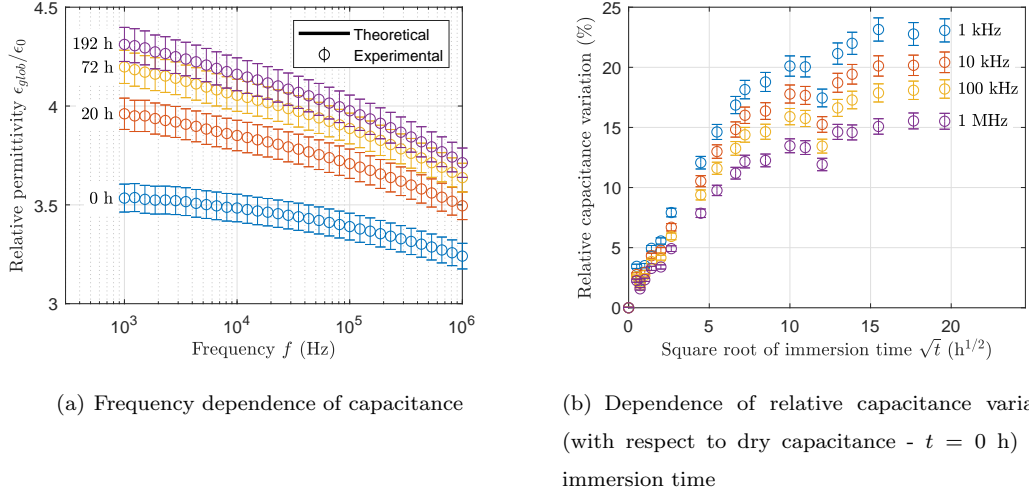 4.5
4
3.5
3
Relative permittivity ϵ_glob/ϵ_0
192 h
72 h
20 h
0 h
Theoretical
Experimental
10^3
10^4
10^5
10^6
Frequency f (Hz)
(a) Frequency dependence of capacitance
25
20
15
10
5
0
Relative capacitance variation (%)
1 kHz
10 kHz
100 kHz
1 MHz
0
5
10
15
20
Square root of immersion time √t (h^1/2)
(b) Dependence of relative capacitance varia
(with respect to dry capacitance - t = 0 h)
immersion time